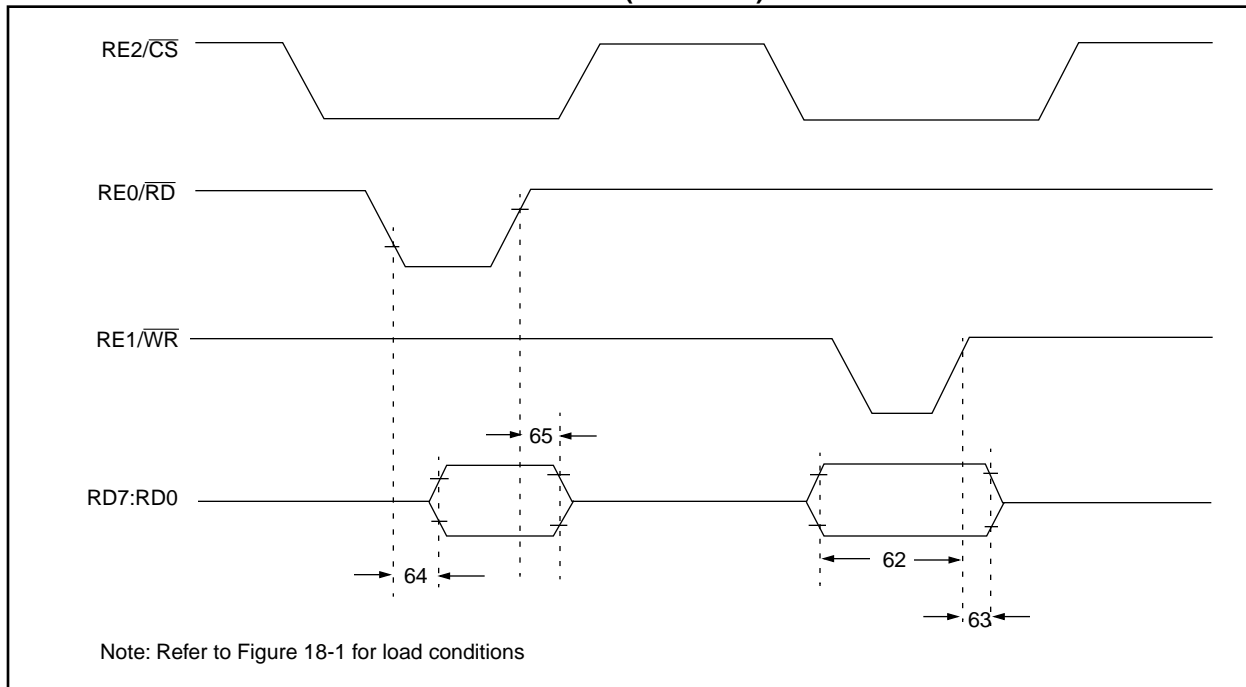 RE2/CS
RE0/RD
RE1/WR
65
RD7:RD0
62
64
63
Note: Refer to Figure 18-1 for load conditions